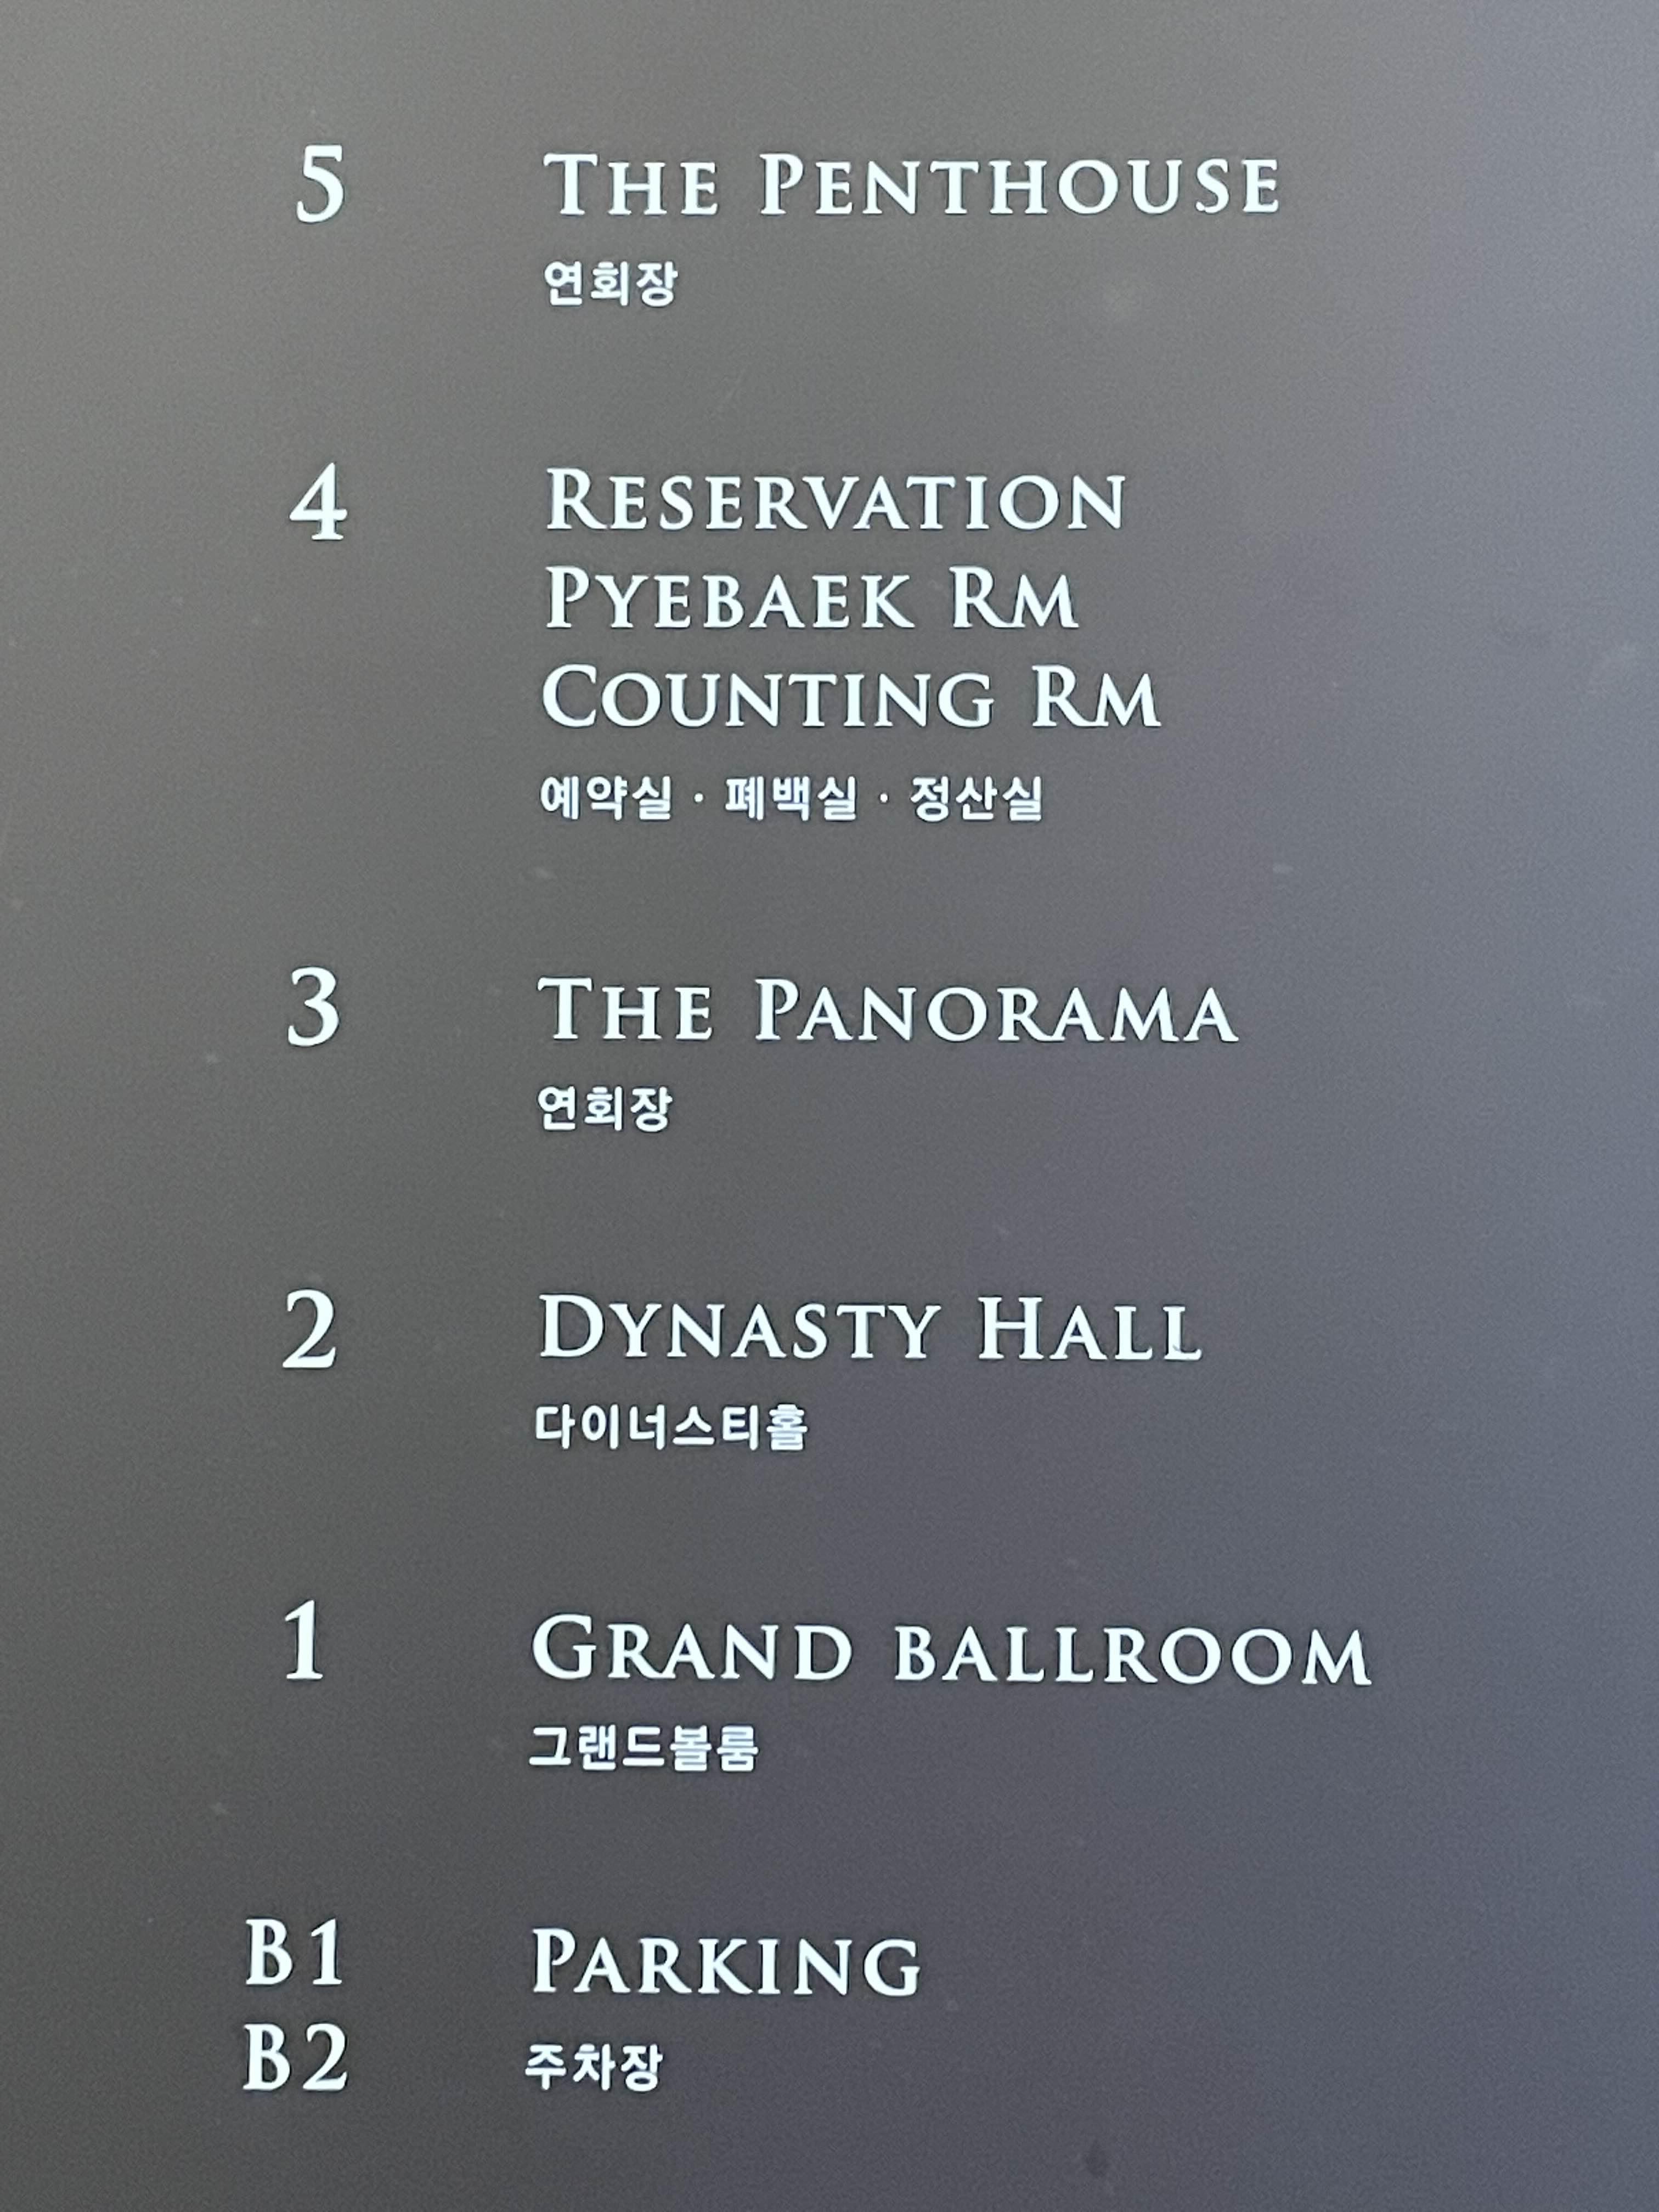 5 THE PENTHOUSE
연회장
4 RESERVATION
PYEBAEK RM
COUNTING RM
예약실 · 폐백실 · 정산실
3 THE PANORAMA
연회장
2 DYNASTY HALL
다이너스티홀
1 GRAND BALLROOM
그랜드볼룸
B1 PARKING
B2 주차장